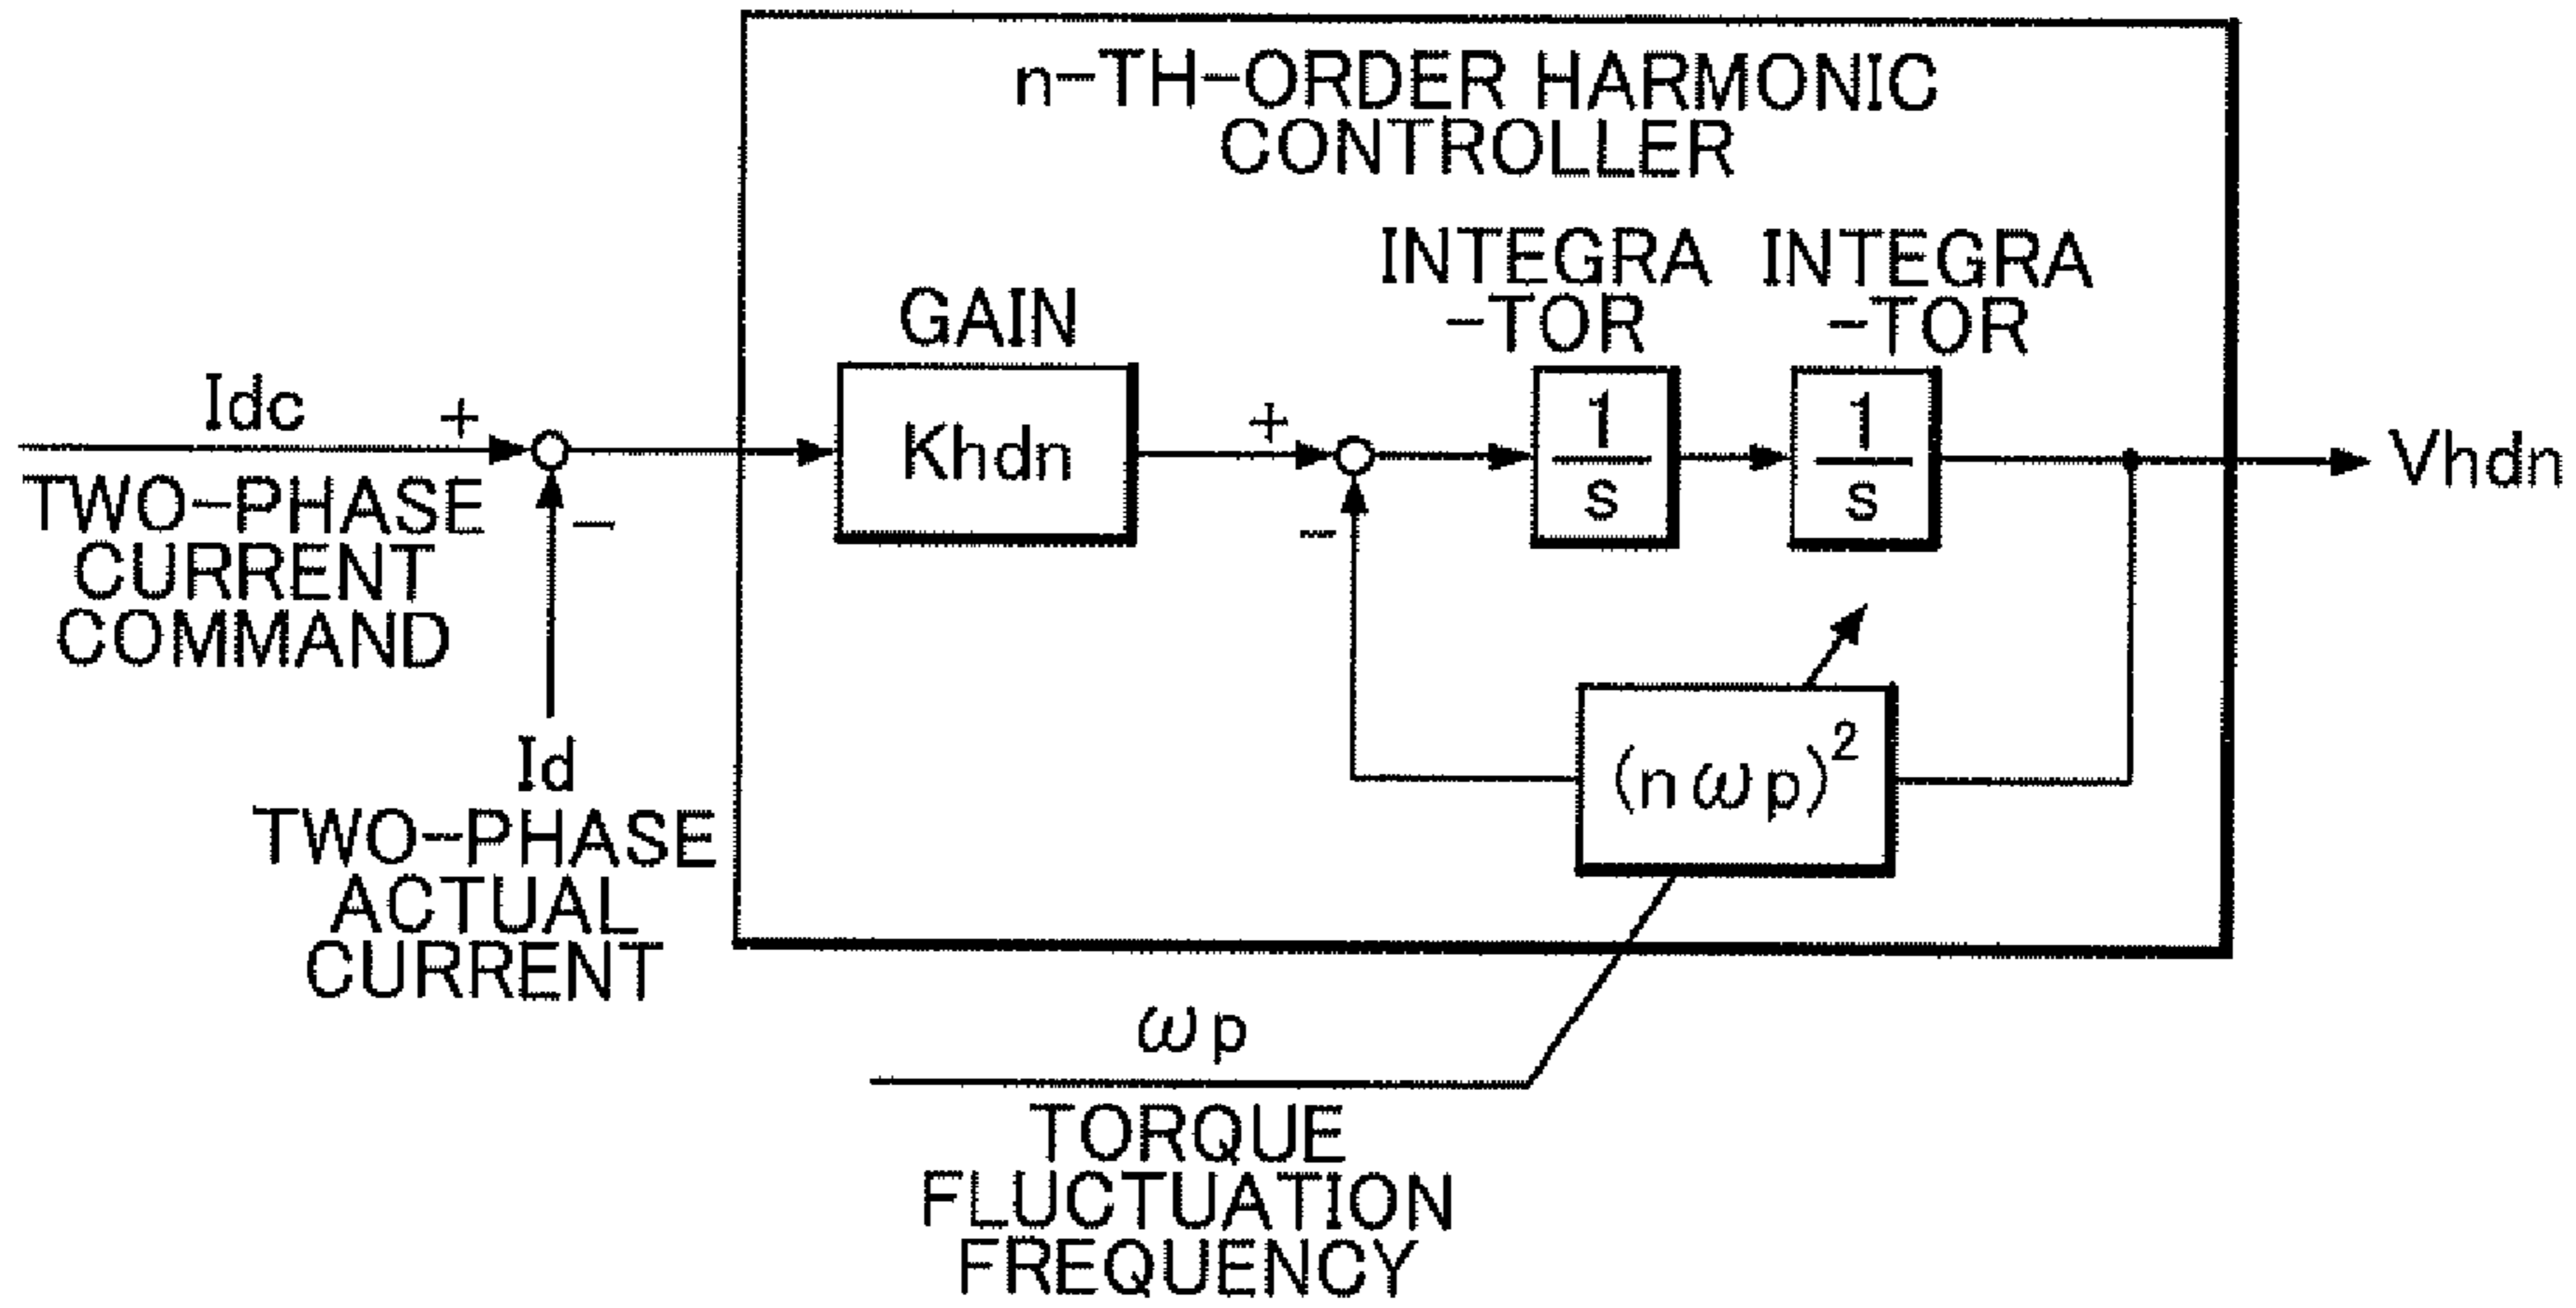 n-TH-ORDER HARMONIC
CONTROLLER
INTEGRA
-TOR
INTEGRA
-TOR
GAIN
Idc
+
TWO-PHASE
CURRENT
COMMAND
-
Id
TWO-PHASE
ACTUAL
CURRENT
Khdn
+
-
1
s
1
s
Vhdn
(nωp)²
ωp
TORQUE
FLUCTUATION
FREQUENCY